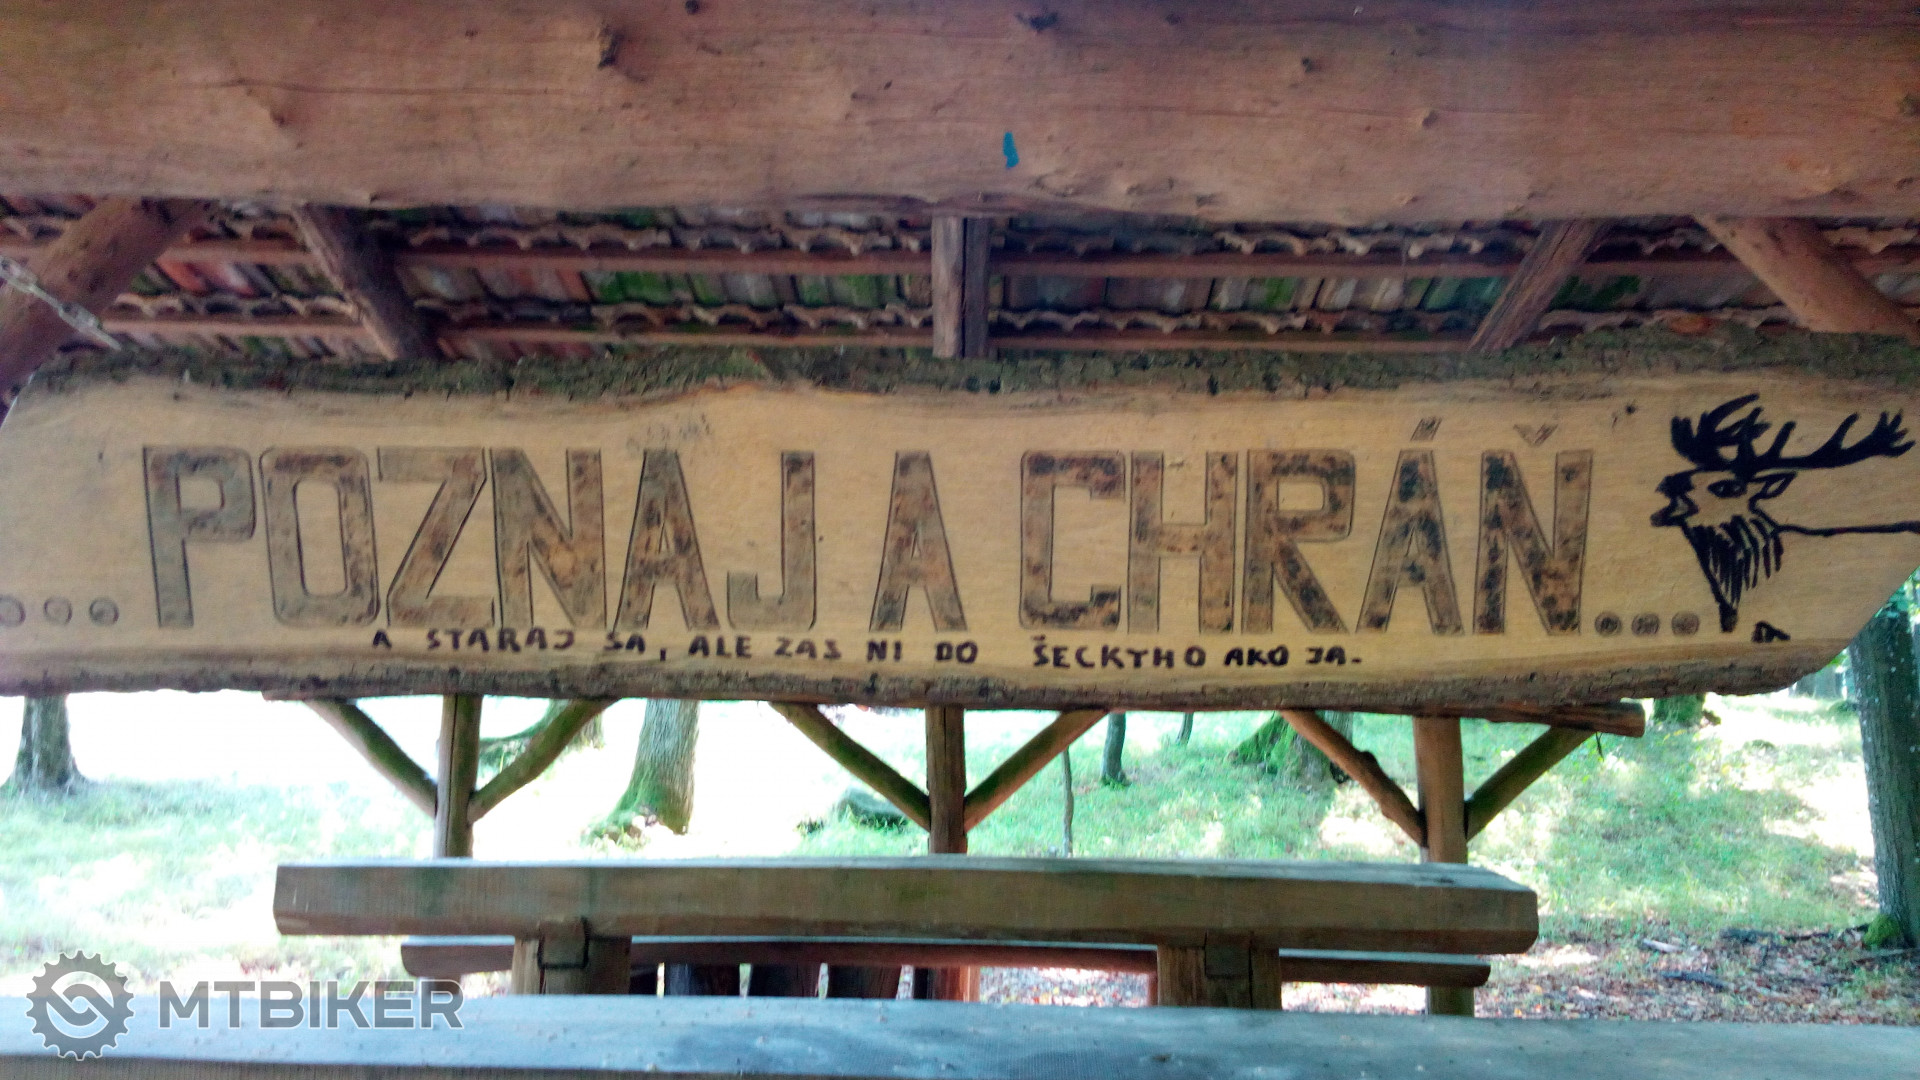 ...POZNAJ A CHRÁŇ...
A STARAJ SA, ALE ZAS NI DO ŠECKTHO AKO JA.
MTBIKER